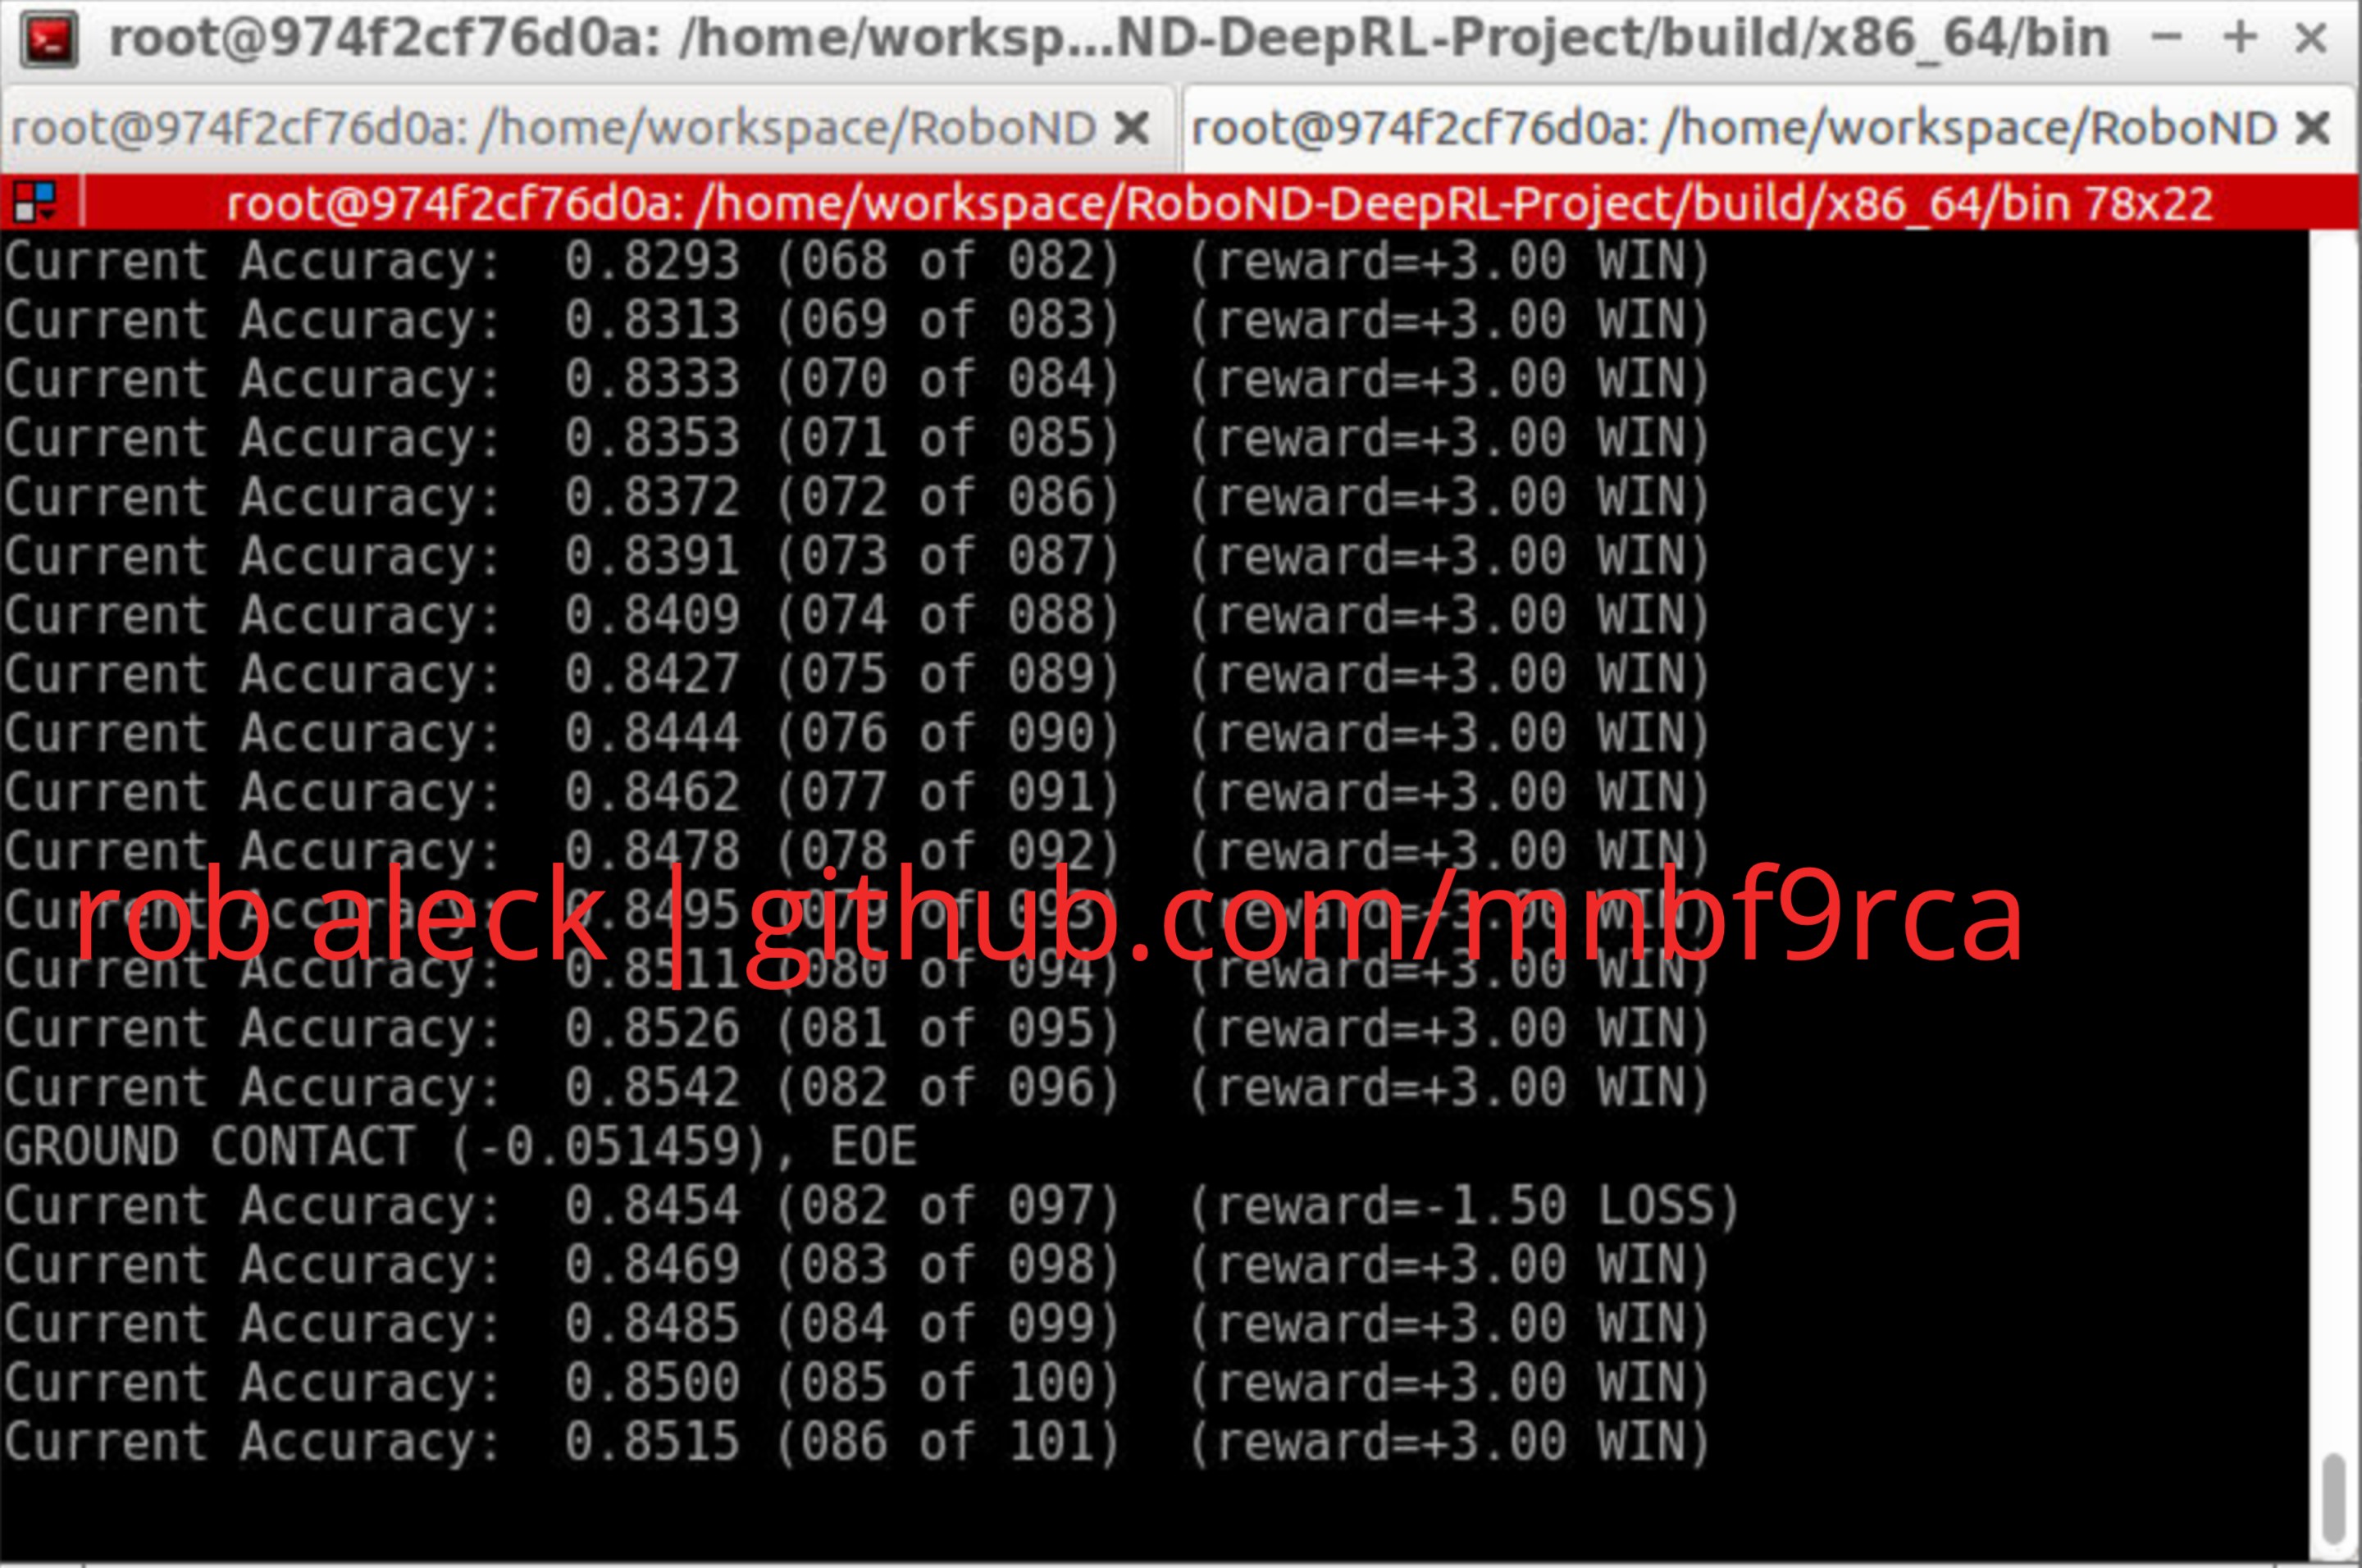 root@974f2cf76d0a: /home/worksp...ND-DeepRL-Project/build/x86_64/bin
root@974f2cf76d0a: /home/workspace/RoboND
root@974f2cf76d0a: /home/workspace/RoboND
root@974f2cf76d0a: /home/workspace/RoboND-DeepRL-Project/build/x86_64/bin 78x22
Current Accuracy: 0.8293 (068 of 082) (reward=+3.00 WIN)
Current Accuracy: 0.8313 (069 of 083) (reward=+3.00 WIN)
Current Accuracy: 0.8333 (070 of 084) (reward=+3.00 WIN)
Current Accuracy: 0.8353 (071 of 085) (reward=+3.00 WIN)
Current Accuracy: 0.8372 (072 of 086) (reward=+3.00 WIN)
Current Accuracy: 0.8391 (073 of 087) (reward=+3.00 WIN)
Current Accuracy: 0.8409 (074 of 088) (reward=+3.00 WIN)
Current Accuracy: 0.8427 (075 of 089) (reward=+3.00 WIN)
Current Accuracy: 0.8444 (076 of 090) (reward=+3.00 WIN)
Current Accuracy: 0.8462 (077 of 091) (reward=+3.00 WIN)
Current Accuracy: 0.8478 (078 of 092) (reward=+3.00 WIN)
Current Accuracy: 0.8495 (079 of 093) (reward=+3.00 WIN)
rob aleck | github.com/mnbf9rca
Current Accuracy: 0.8511 (080 of 094) (reward=+3.00 WIN)
Current Accuracy: 0.8526 (081 of 095) (reward=+3.00 WIN)
Current Accuracy: 0.8542 (082 of 096) (reward=+3.00 WIN)
GROUND CONTACT (-0.051459), EOE
Current Accuracy: 0.8454 (082 of 097) (reward=-1.50 LOSS)
Current Accuracy: 0.8469 (083 of 098) (reward=+3.00 WIN)
Current Accuracy: 0.8485 (084 of 099) (reward=+3.00 WIN)
Current Accuracy: 0.8500 (085 of 100) (reward=+3.00 WIN)
Current Accuracy: 0.8515 (086 of 101) (reward=+3.00 WIN)